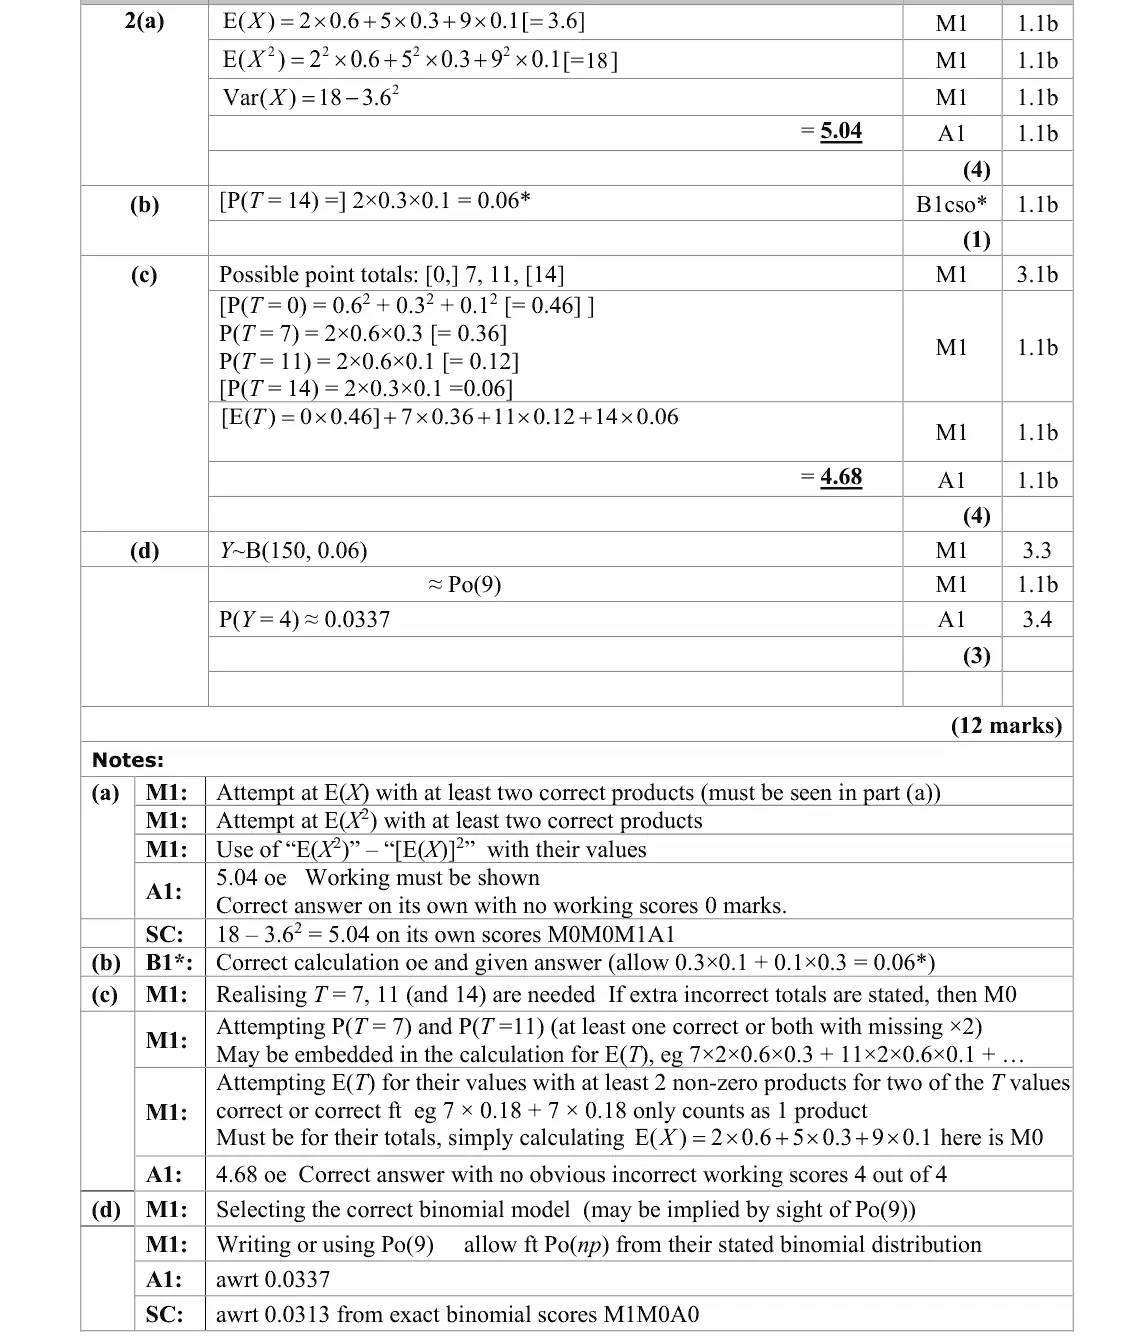 2(a) E(X) = 2×0.6+5×0.3+9×0.1[= 3.6] M1 1.1b
E(X²) = 2²×0.6+5²×0.3+9²×0.1[=18] M1 1.1b
Var(X) = 18 − 3.6² M1 1.1b
= 5.04 A1 1.1b
(4)
(b) [P(T = 14) =] 2×0.3×0.1 = 0.06* B1cso* 1.1b
(1)
(c) Possible point totals: [0,] 7, 11, [14] M1 3.1b
[P(T = 0) = 0.6² + 0.3² + 0.1² [= 0.46] ]
P(T = 7) = 2×0.6×0.3 [= 0.36]
P(T = 11) = 2×0.6×0.1 [= 0.12] M1 1.1b
[P(T = 14) = 2×0.3×0.1 =0.06]
[E(T) = 0×0.46]+7×0.36+11×0.12+14×0.06 M1 1.1b
= 4.68 A1 1.1b
(4)
(d) Y~B(150, 0.06) M1 3.3
≈ Po(9) M1 1.1b
P(Y = 4) ≈ 0.0337 A1 3.4
(3)
(12 marks)
Notes:
(a) M1: Attempt at E(X) with at least two correct products (must be seen in part (a))
M1: Attempt at E(X²) with at least two correct products
M1: Use of “E(X²)” – “[E(X)]²” with their values
A1: 5.04 oe Working must be shown
Correct answer on its own with no working scores 0 marks.
SC: 18 – 3.6² = 5.04 on its own scores M0M0M1A1
(b) B1*: Correct calculation oe and given answer (allow 0.3×0.1 + 0.1×0.3 = 0.06*)
(c) M1: Realising T = 7, 11 (and 14) are needed If extra incorrect totals are stated, then M0
M1: Attempting P(T = 7) and P(T =11) (at least one correct or both with missing ×2)
May be embedded in the calculation for E(T), eg 7×2×0.6×0.3 + 11×2×0.6×0.1 + …
Attempting E(T) for their values with at least 2 non-zero products for two of the T values
M1: correct or correct ft eg 7 × 0.18 + 7 × 0.18 only counts as 1 product
Must be for their totals, simply calculating E(X) = 2×0.6+5×0.3+9×0.1 here is M0
A1: 4.68 oe Correct answer with no obvious incorrect working scores 4 out of 4
(d) M1: Selecting the correct binomial model (may be implied by sight of Po(9))
M1: Writing or using Po(9) allow ft Po(np) from their stated binomial distribution
A1: awrt 0.0337
SC: awrt 0.0313 from exact binomial scores M1M0A0